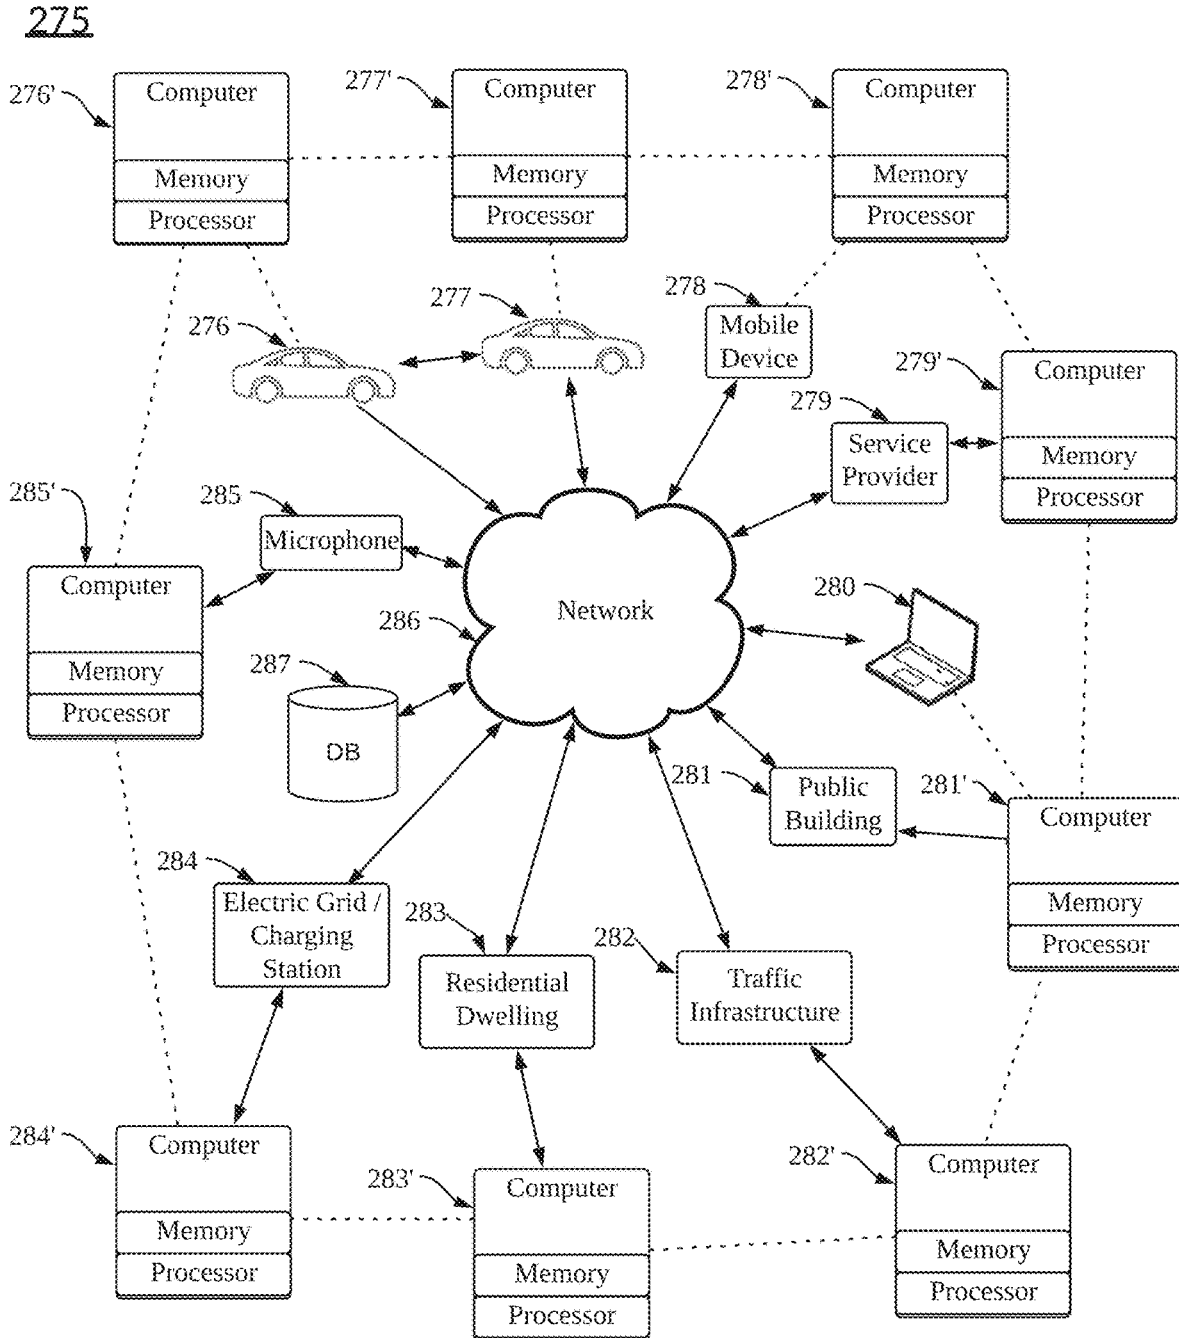 275
276'
Computer
Memory
Processor
277'
Computer
Memory
Processor
278'
Computer
Memory
Processor
276
277
278
Mobile
Device
279'
Computer
Memory
Processor
279
Service
Provider
285'
Computer
Memory
Processor
285
Microphone
286
Network
280
287
DB
281
Public
Building
281'
Computer
Memory
Processor
284
Electric Grid /
Charging
Station
283
Residential
Dwelling
282
Traffic
Infrastructure
284'
Computer
Memory
Processor
283'
Computer
Memory
Processor
282'
Computer
Memory
Processor